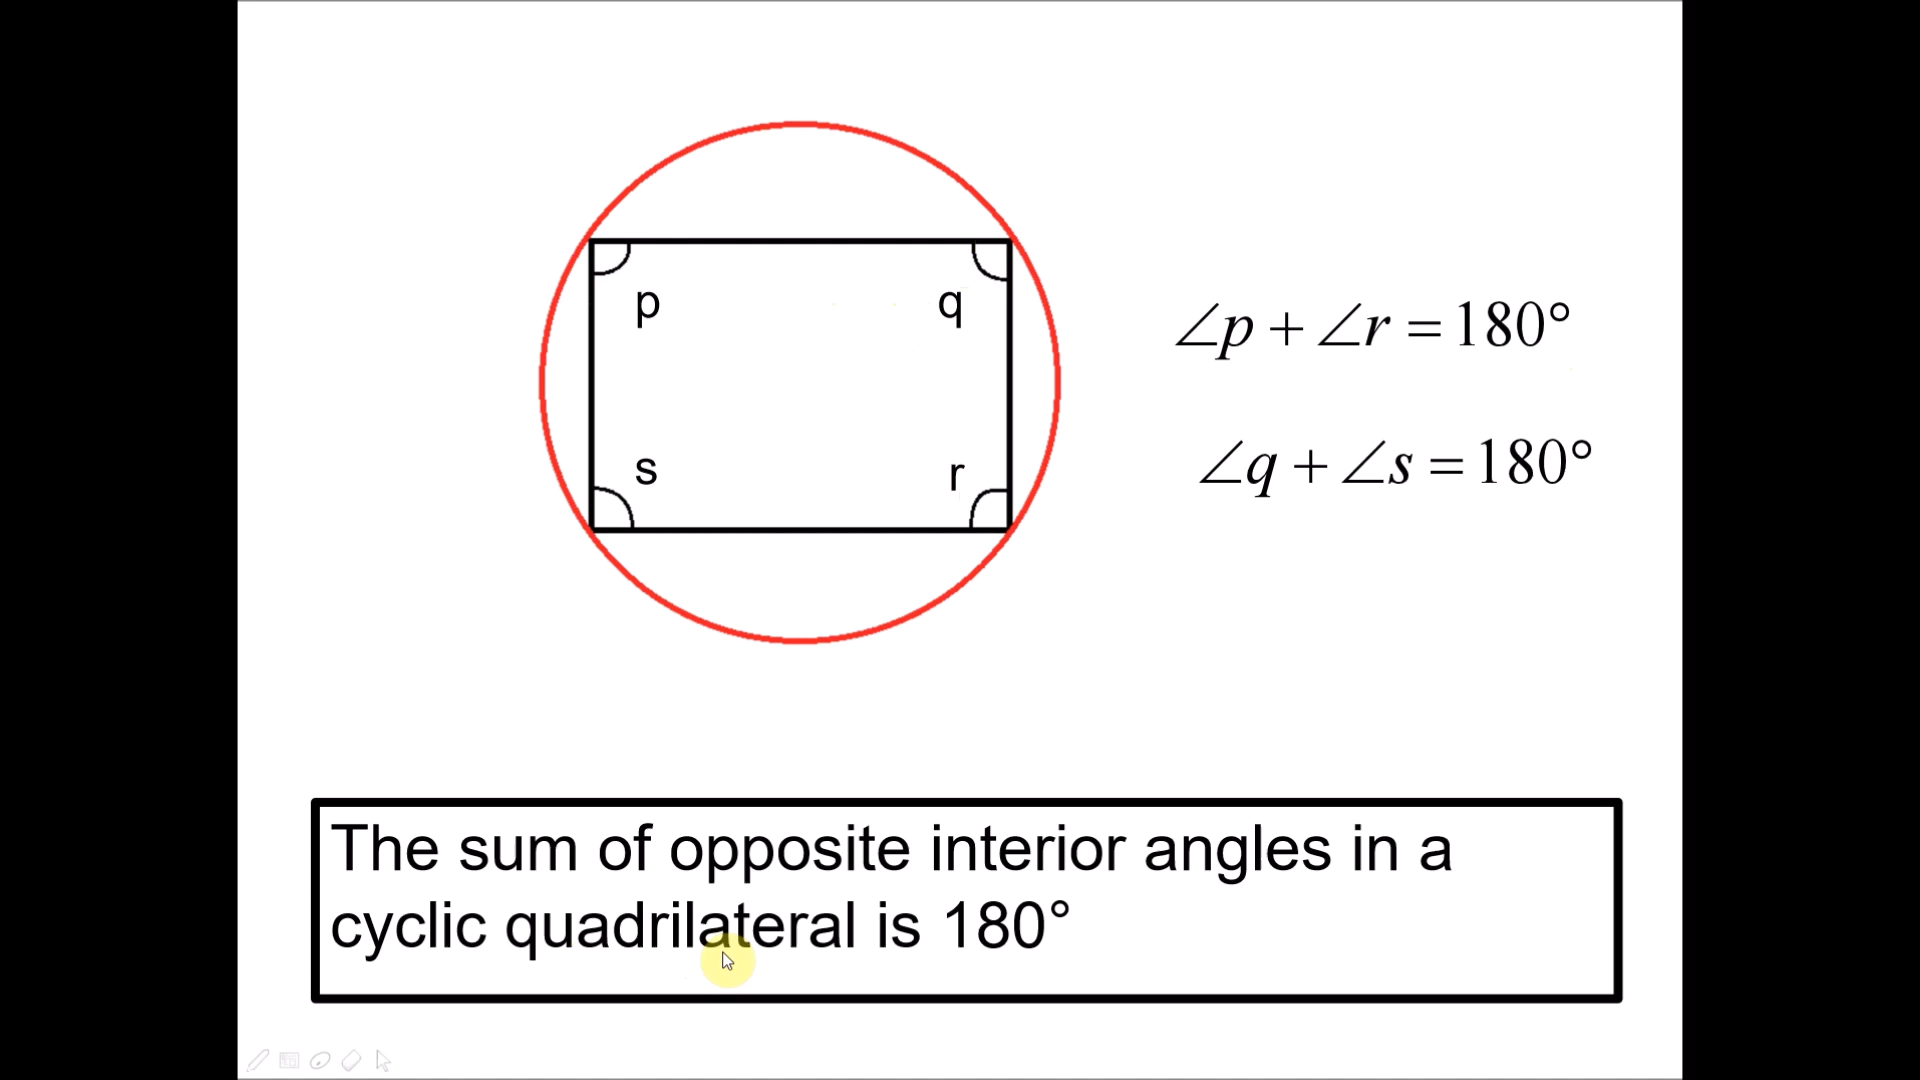 p q
∠p + ∠r = 180°
∠q + ∠s = 180°
s r
The sum of opposite interior angles in a
cyclic quadrilateral is 180°